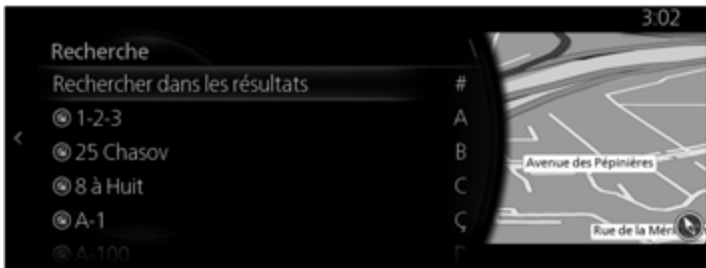 3:02
Recherche
Rechercher dans les résultats #
1-2-3 A
25 Chasov B
8 à Huit C
A-1 Ç
A-100 D
Avenue des Pépinières
Rue de la